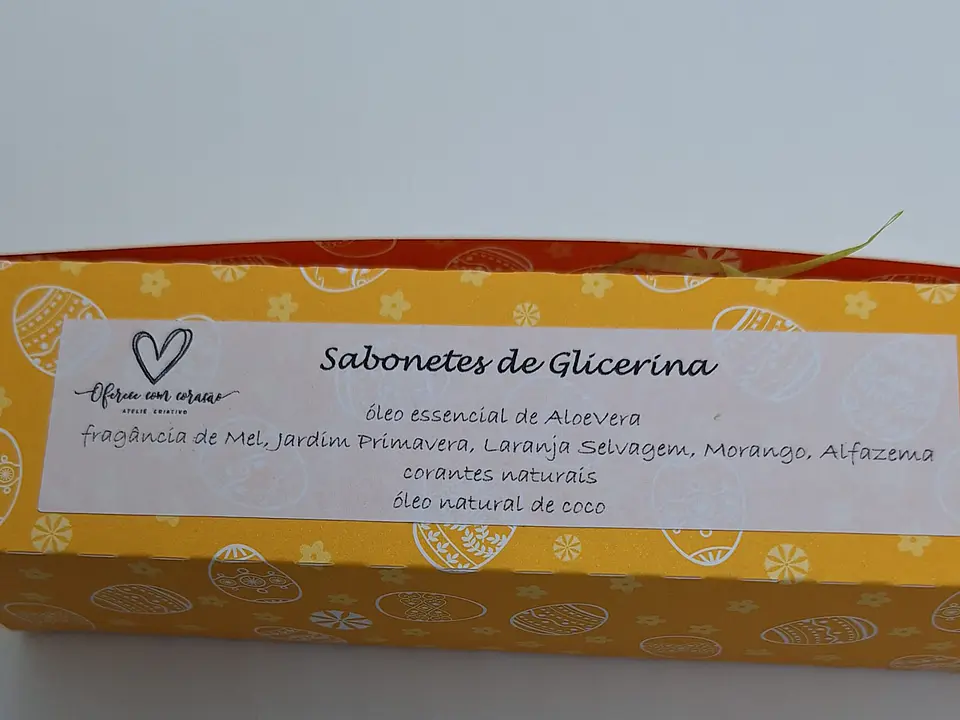 Sabonetes de Glicerina
Oferece com coração
ATELIÊ CRIATIVO
óleo essencial de AloeVera
fragância de Mel, Jardim Primavera, Laranja Selvagem, Morango, Alfazema
corantes naturais
óleo natural de coco